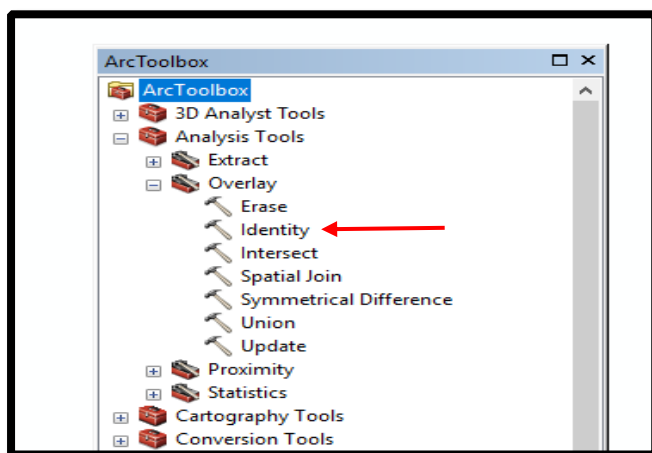 ArcToolbox
ArcToolbox
3D Analyst Tools
Analysis Tools
Extract
Overlay
Erase
Identity
Intersect
Spatial Join
Symmetrical Difference
Union
Update
Proximity
Statistics
Cartography Tools
Conversion Tools